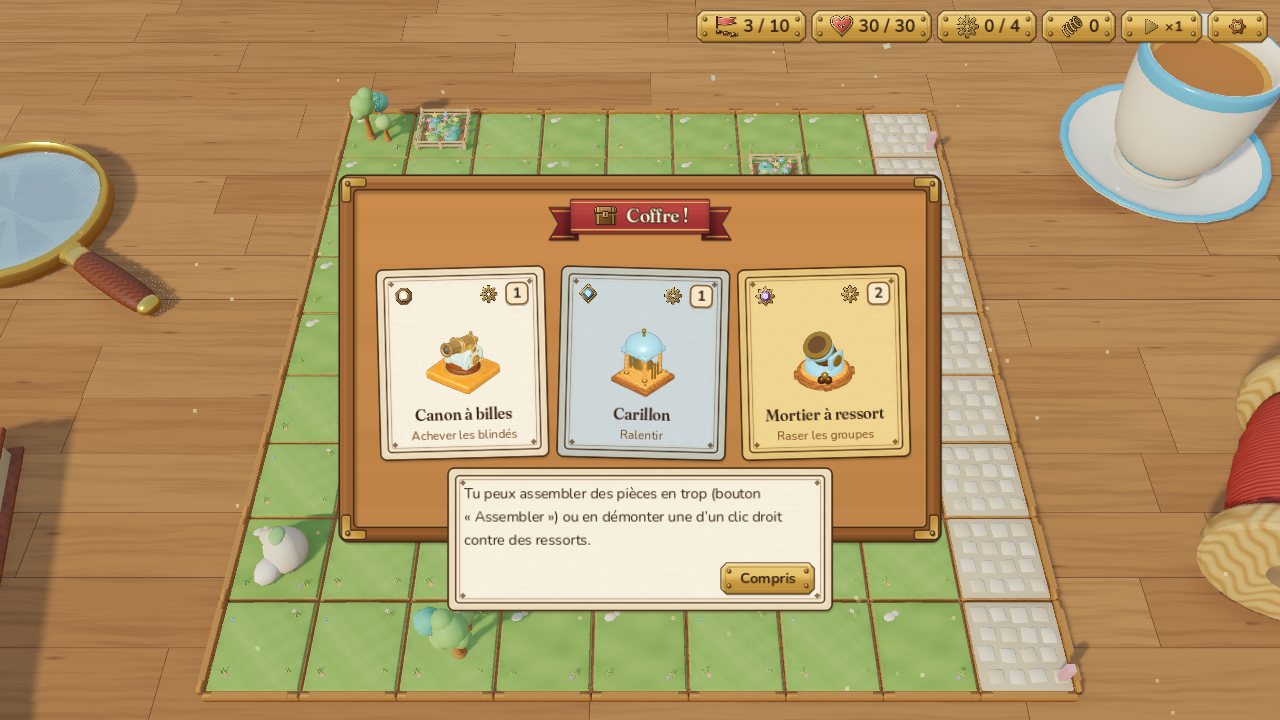 3 / 10
30 / 30
0 / 4
0
×1
Coffre !
1
1
2
Canon à billes
Achever les blindés
Carillon
Ralentir
Mortier à ressort
Raser les groupes
Tu peux assembler des pièces en trop (bouton
« Assembler ») ou en démonter une d'un clic droit
contre des ressorts.
Compris